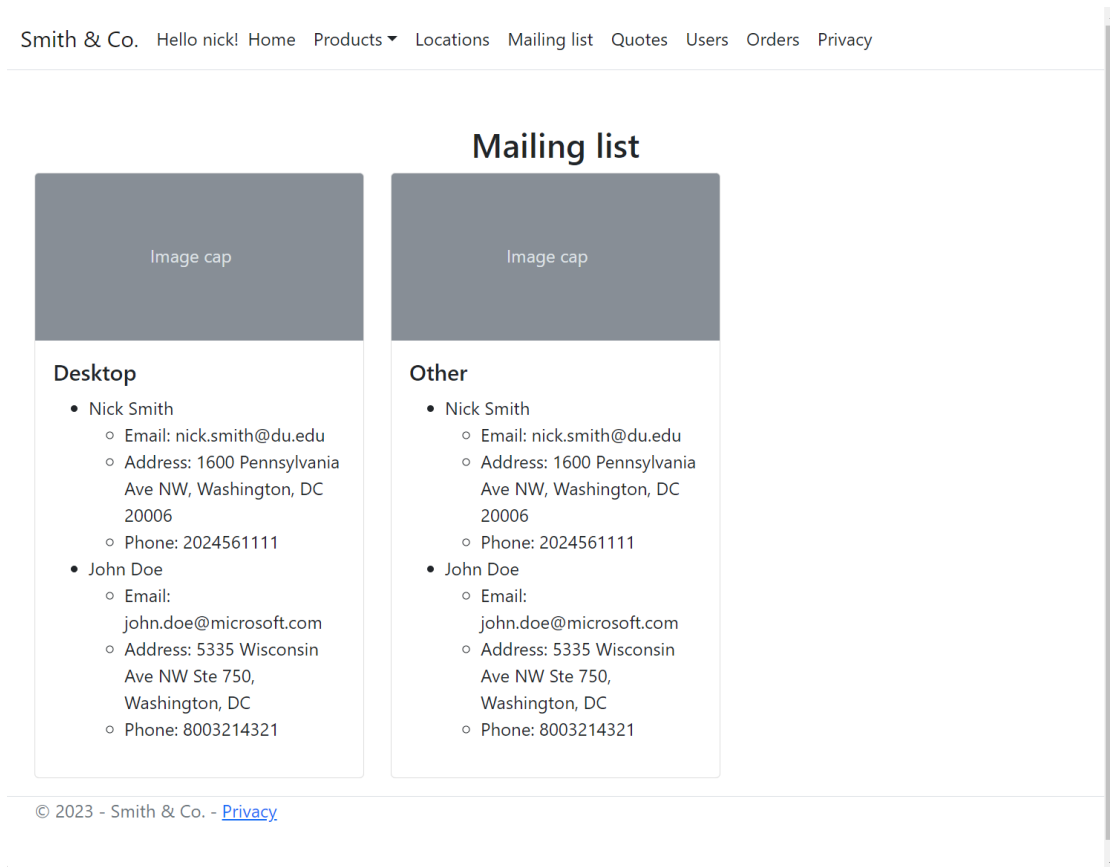 Smith & Co. Hello nick! Home Products Locations Mailing list Quotes Users Orders Privacy
Mailing list
Image cap
Desktop
Nick Smith
Email: nick.smith@du.edu
Address: 1600 Pennsylvania
Ave NW, Washington, DC
20006
Phone: 2024561111
John Doe
Email:
john.doe@microsoft.com
Address: 5335 Wisconsin
Ave NW Ste 750,
Washington, DC
Phone: 8003214321
Image cap
Other
Nick Smith
Email: nick.smith@du.edu
Address: 1600 Pennsylvania
Ave NW, Washington, DC
20006
Phone: 2024561111
John Doe
Email:
john.doe@microsoft.com
Address: 5335 Wisconsin
Ave NW Ste 750,
Washington, DC
Phone: 8003214321
© 2023 - Smith & Co. - Privacy